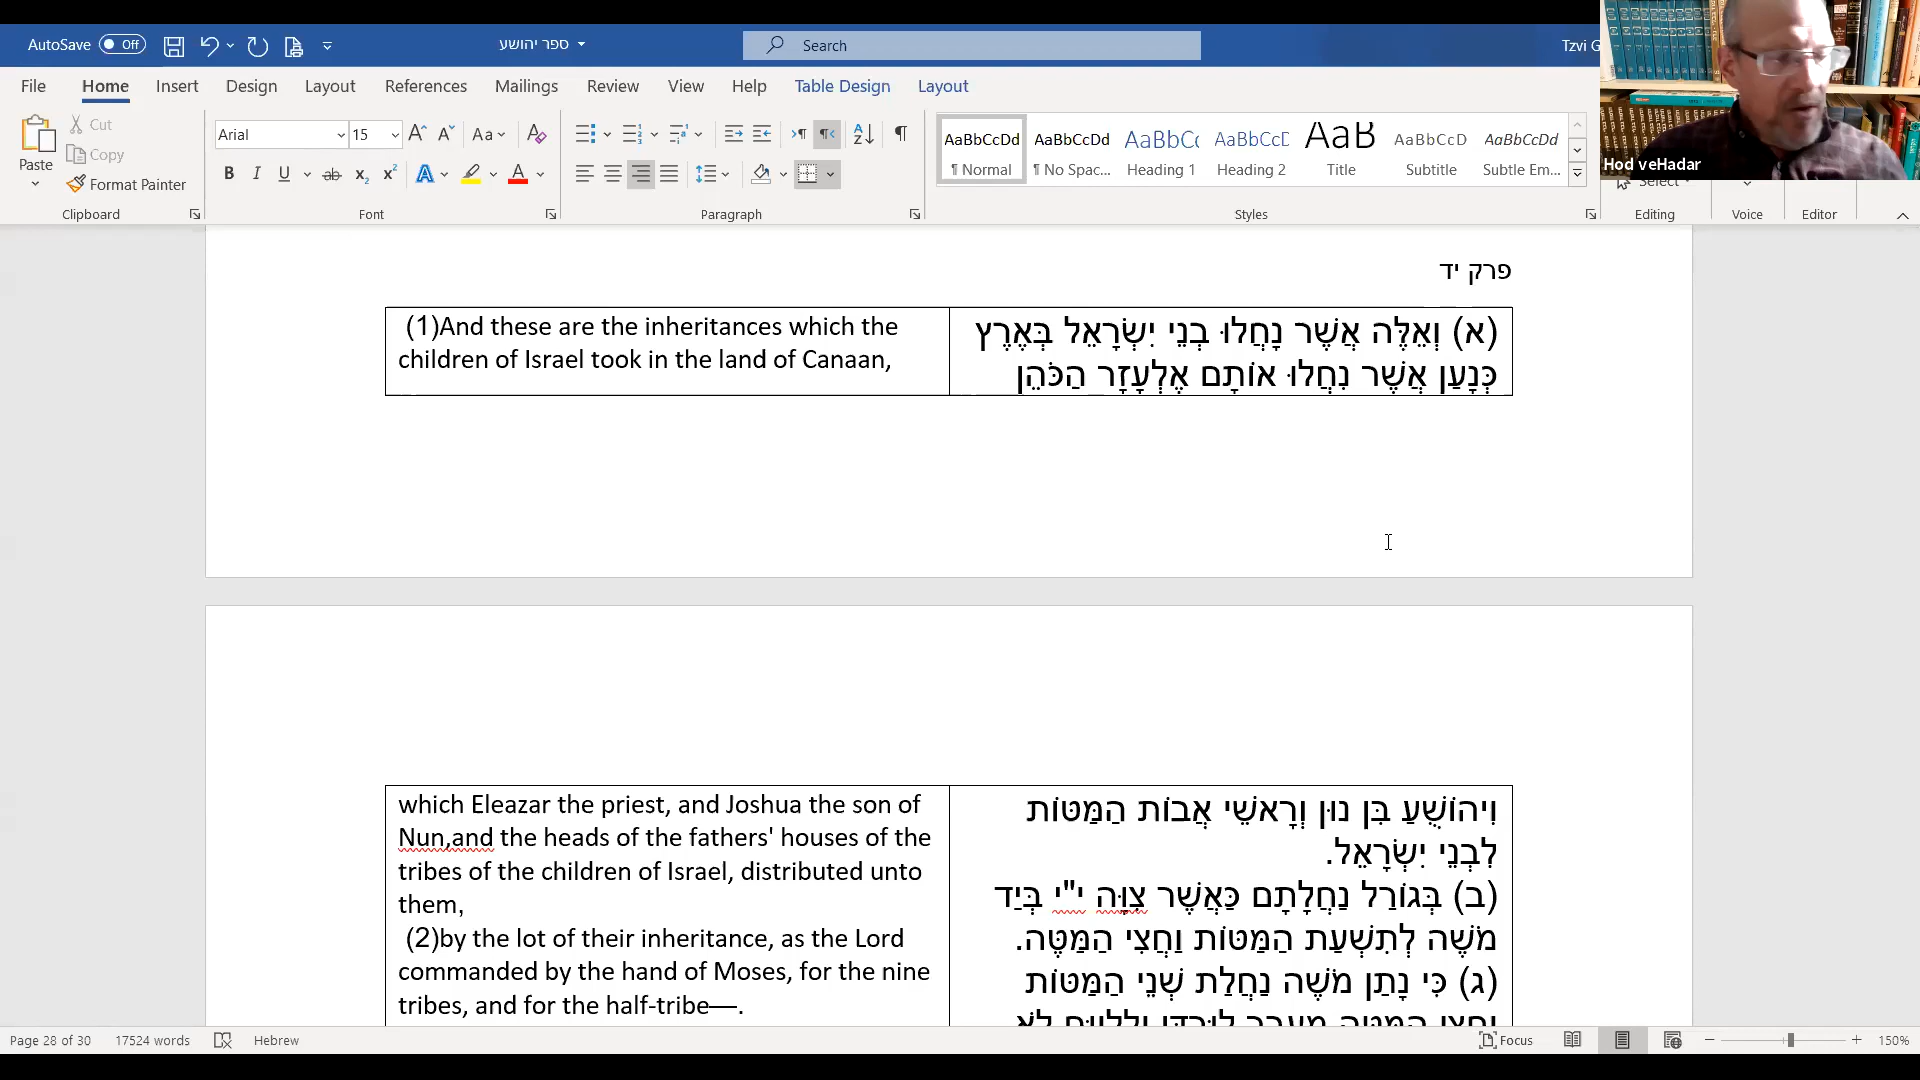 AutoSave Off ספר יהושע Search Tzvi G
File Home Insert Design Layout References Mailings Review View Help Table Design Layout
Paste Cut Copy Format Painter
Arial 15
AaBbCcDd AaBbCcDd AaBbCc AaBbCcD AaB AaBbCcD AaBbCcDd
¶ Normal ¶ No Spac... Heading 1 Heading 2 Title Subtitle Subtle Em...
Hod veHadar
Select
Clipboard Font Paragraph Styles Editing Voice Editor
פרק יד
(1)And these are the inheritances which the
children of Israel took in the land of Canaan,
(א) וְאֵלֶּה אֲשֶׁר נָחֲלוּ בְנֵי יִשְׂרָאֵל בְּאֶרֶץ
כְּנָעַן אֲשֶׁר נִחֲלוּ אוֹתָם אֶלְעָזָר הַכֹּהֵן
which Eleazar the priest, and Joshua the son of
Nun,and the heads of the fathers' houses of the
tribes of the children of Israel, distributed unto
them,
(2)by the lot of their inheritance, as the Lord
commanded by the hand of Moses, for the nine
tribes, and for the half-tribe—.
וִיהוֹשֻׁעַ בִּן נוּן וְרָאשֵׁי אֲבוֹת הַמַּטּוֹת
לִבְנֵי יִשְׂרָאֵל.
(ב) בְּגוֹרַל נַחֲלָתָם כַּאֲשֶׁר צִוָּה י"י בְּיַד
מֹשֶׁה לְתִשְׁעַת הַמַּטּוֹת וַחֲצִי הַמַּטֶּה.
(ג) כִּי נָתַן מֹשֶׁה נַחֲלַת שְׁנֵי הַמַּטּוֹת
Page 28 of 30 17524 words Hebrew Focus 150%